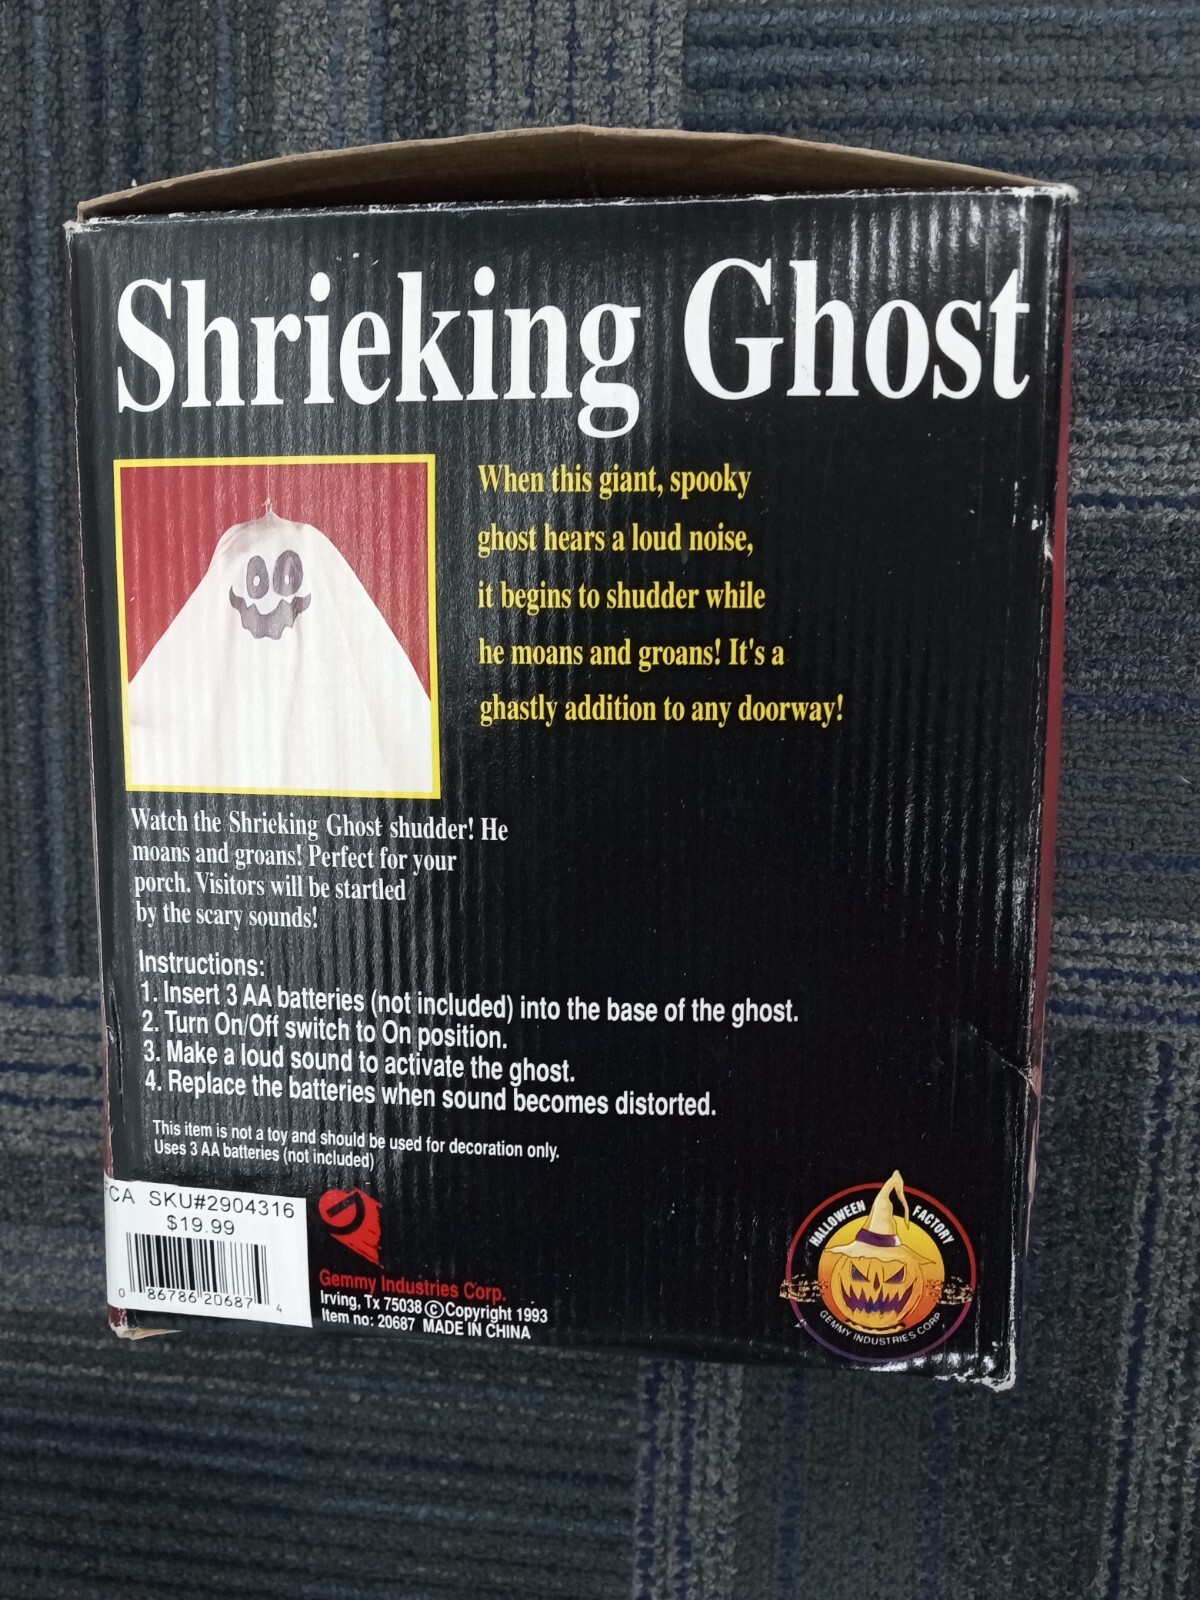 Shrieking Ghost
When this giant, spooky
ghost hears a loud noise,
it begins to shudder while
he moans and groans! It's a
ghastly addition to any doorway!
Watch the Shrieking Ghost shudder! He
moans and groans! Perfect for your
porch. Visitors will be startled
by the scary sounds!
Instructions:
1. Insert 3 AA batteries (not included) into the base of the ghost.
2. Turn On/Off switch to On position.
3. Make a loud sound to activate the ghost.
4. Replace the batteries when sound becomes distorted.
This item is not a toy and should be used for decoration only.
Uses 3 AA batteries (not included)
FCA SKU#2904316
$19.99
0 86786 20687 4
Gemmy Industries Corp.
Irving, Tx 75038 © Copyright 1993
Item no: 20687 MADE IN CHINA
HALLOWEEN FACTORY
GEMMY INDUSTRIES CORP